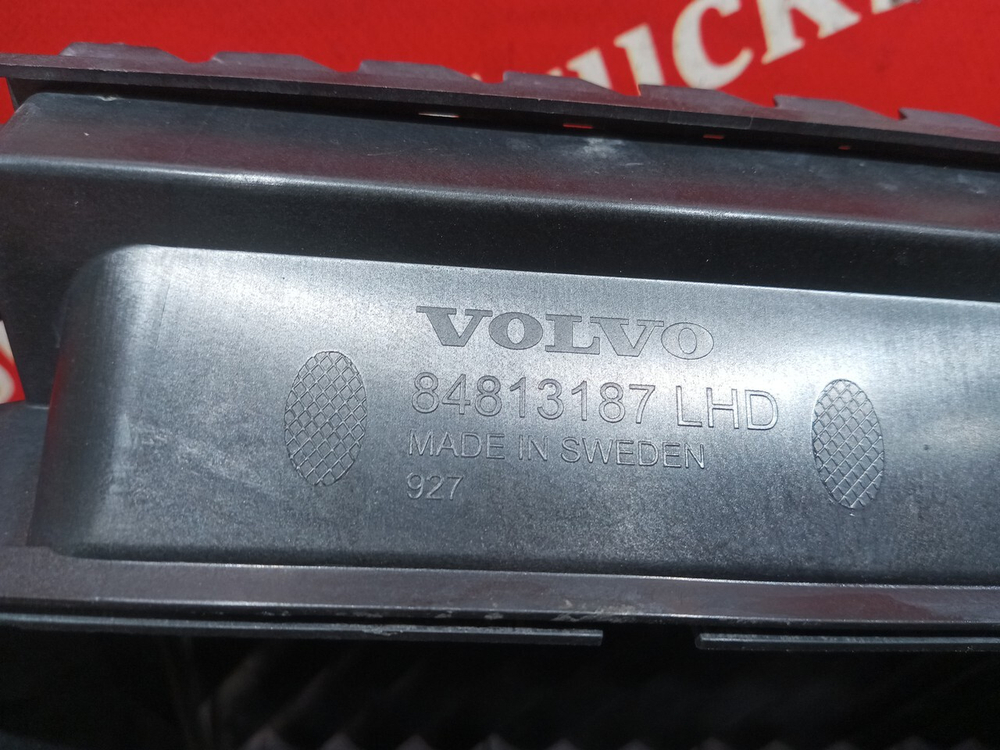 VOLVO
84813187 LHD
MADE IN SWEDEN
927